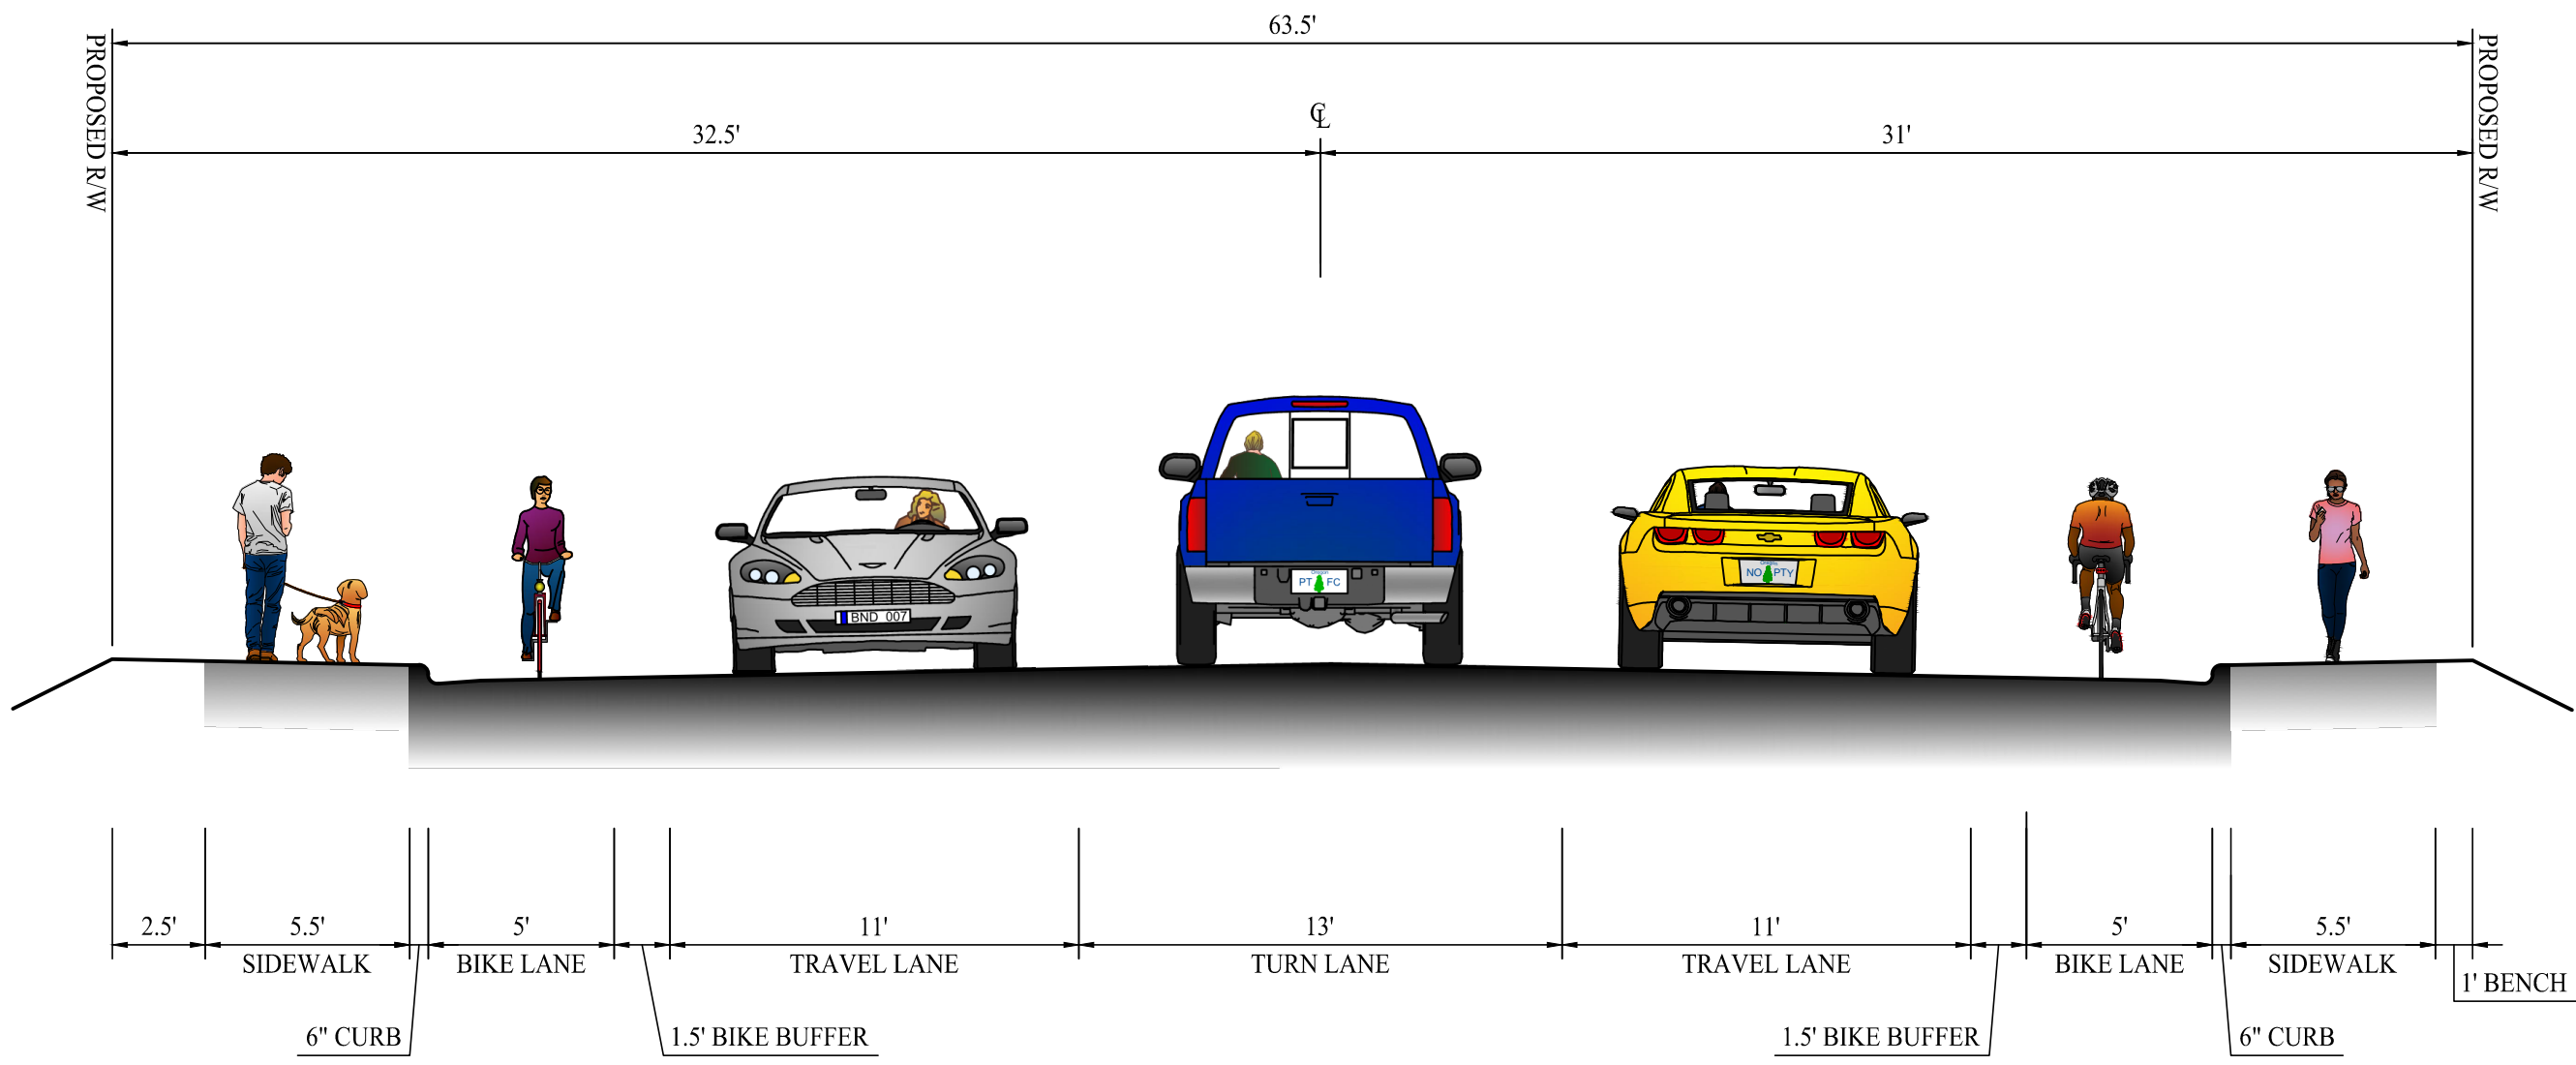 63.5'
PROPOSED R/W
PROPOSED R/W
℄
32.5'
31'
Oregon
PT FC
Oregon
NO PTY
BND 007
2.5'
5.5'
5'
11'
13'
11'
5'
5.5'
SIDEWALK
BIKE LANE
TRAVEL LANE
TURN LANE
TRAVEL LANE
BIKE LANE
SIDEWALK
1' BENCH
6" CURB
1.5' BIKE BUFFER
1.5' BIKE BUFFER
6" CURB